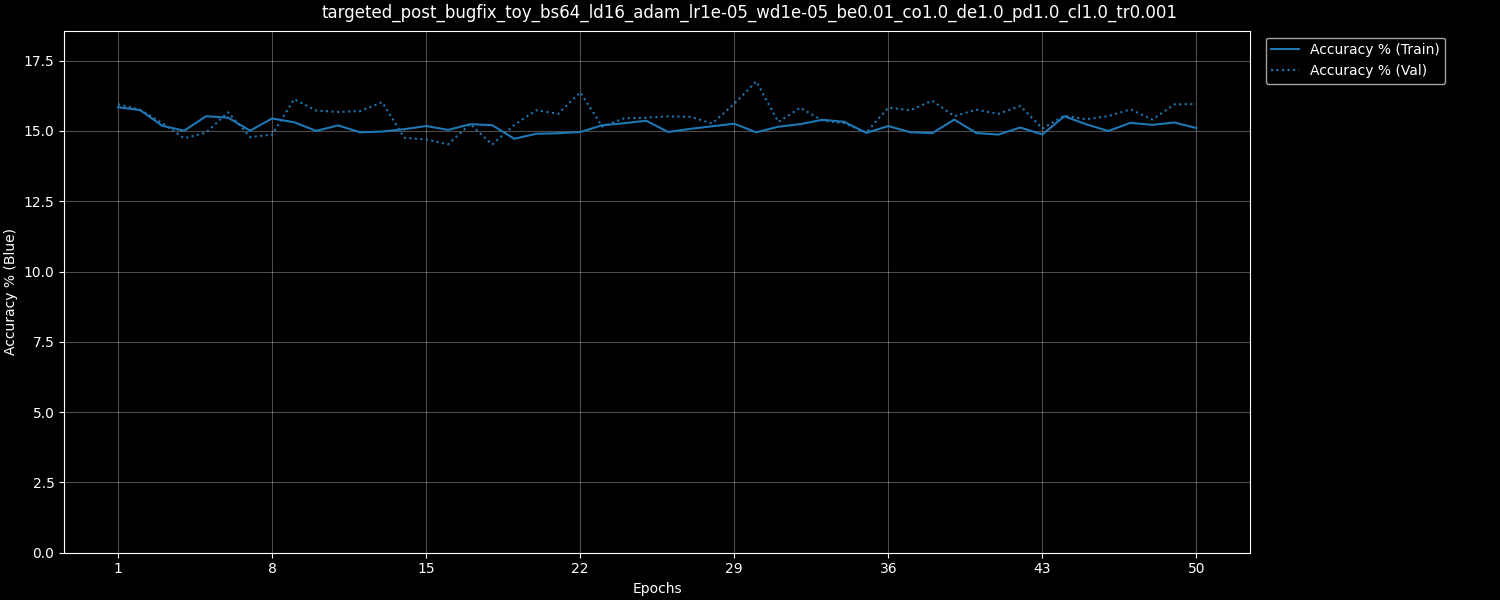 targeted_post_bugfix_toy_bs64_ld16_adam_lr1e-05_wd1e-05_be0.01_co1.0_de1.0_pd1.0_cl1.0_tr0.001
Accuracy % (Train)
Accuracy % (Val)
17.5
15.0
12.5
10.0
7.5
5.0
2.5
0.0
Accuracy % (Blue)
1 8 15 22 29 36 43 50
Epochs